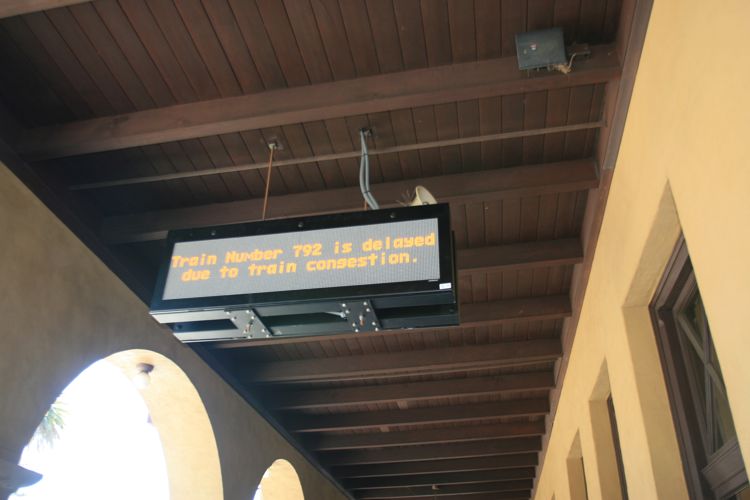 Train Number 792 is delayed
due to train congestion.